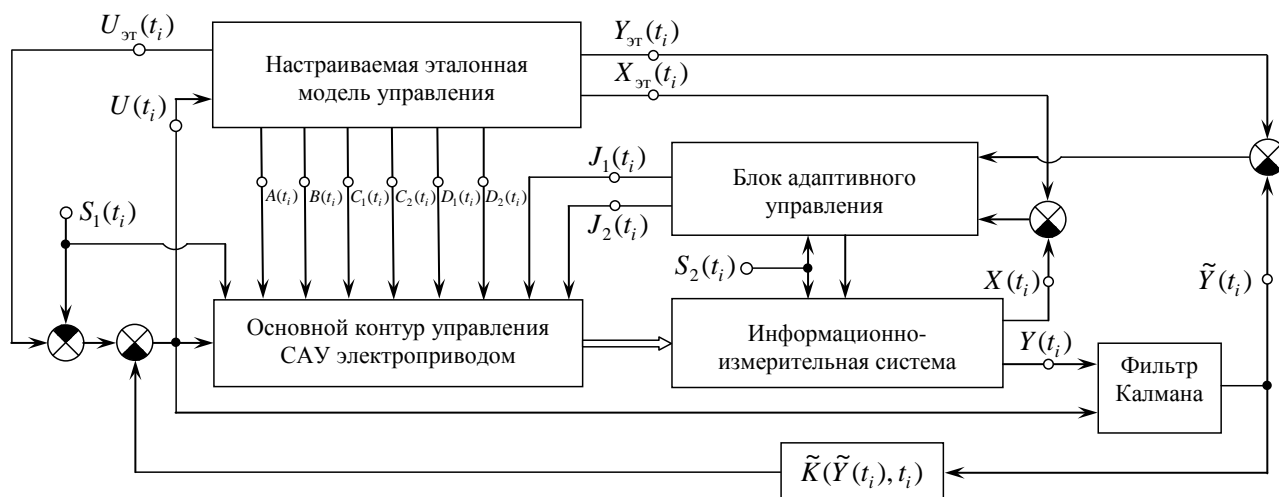 U_эт(t_i)
Y_эт(t_i)
Настраиваемая эталонная
модель управления
X_эт(t_i)
U(t_i)
J_1(t_i)
Блок адаптивного
управления
A(t_i) B(t_i) C_1(t_i) C_2(t_i) D_1(t_i) D_2(t_i)
S_1(t_i)
J_2(t_i)
S_2(t_i)
X(t_i)
Ỹ(t_i)
Основной контур управления
САУ электроприводом
Информационно-
измерительная система
Y(t_i)
Фильтр
Калмана
K̃(Ỹ(t_i), t_i)